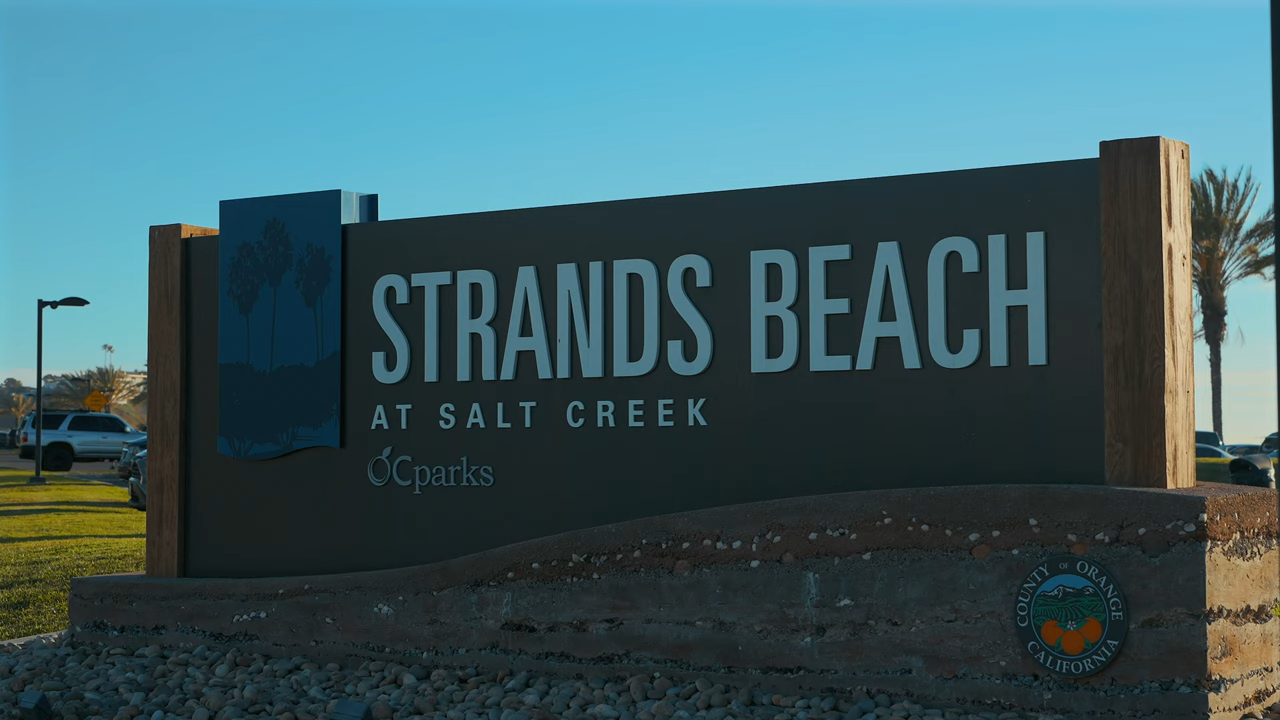 STRANDS BEACH
AT SALT CREEK
OCparks
COUNTY OF ORANGE
CALIFORNIA